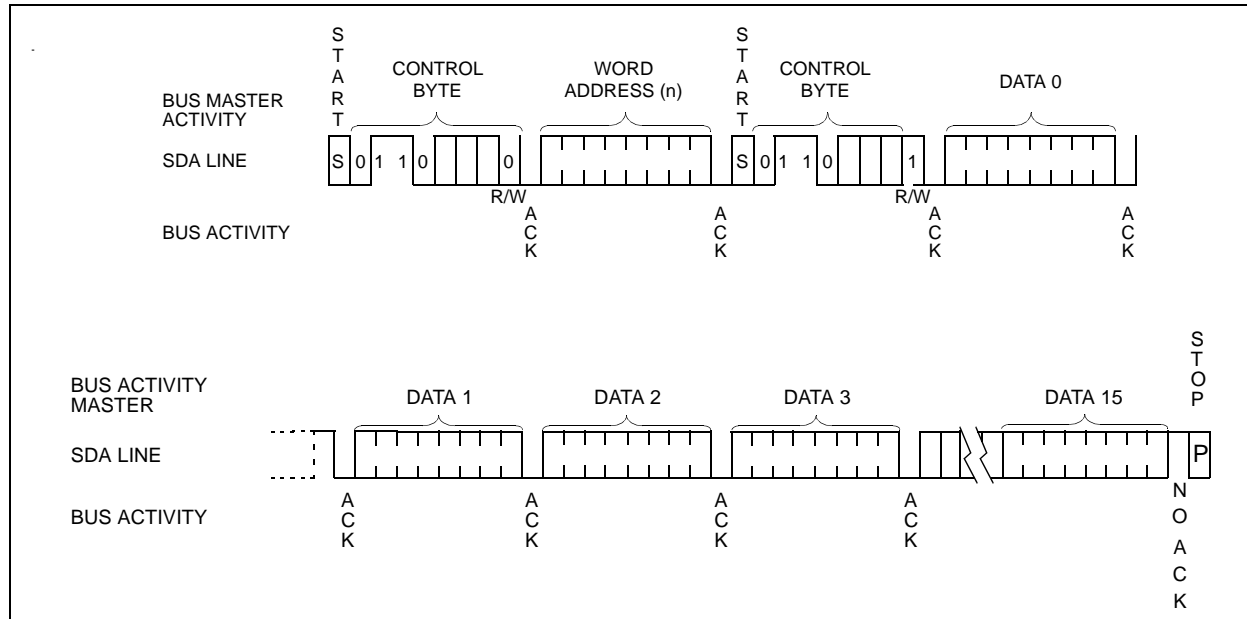 START
CONTROL BYTE
WORD ADDRESS (n)
START
CONTROL BYTE
DATA 0
BUS MASTER ACTIVITY
SDA LINE
S 0 1 1 0 0
S 0 1 1 0 1
R/W
R/W
BUS ACTIVITY
ACK
ACK
ACK
ACK
STOP
BUS ACTIVITY MASTER
DATA 1
DATA 2
DATA 3
DATA 15
SDA LINE
P
BUS ACTIVITY
ACK
ACK
ACK
ACK
NO ACK